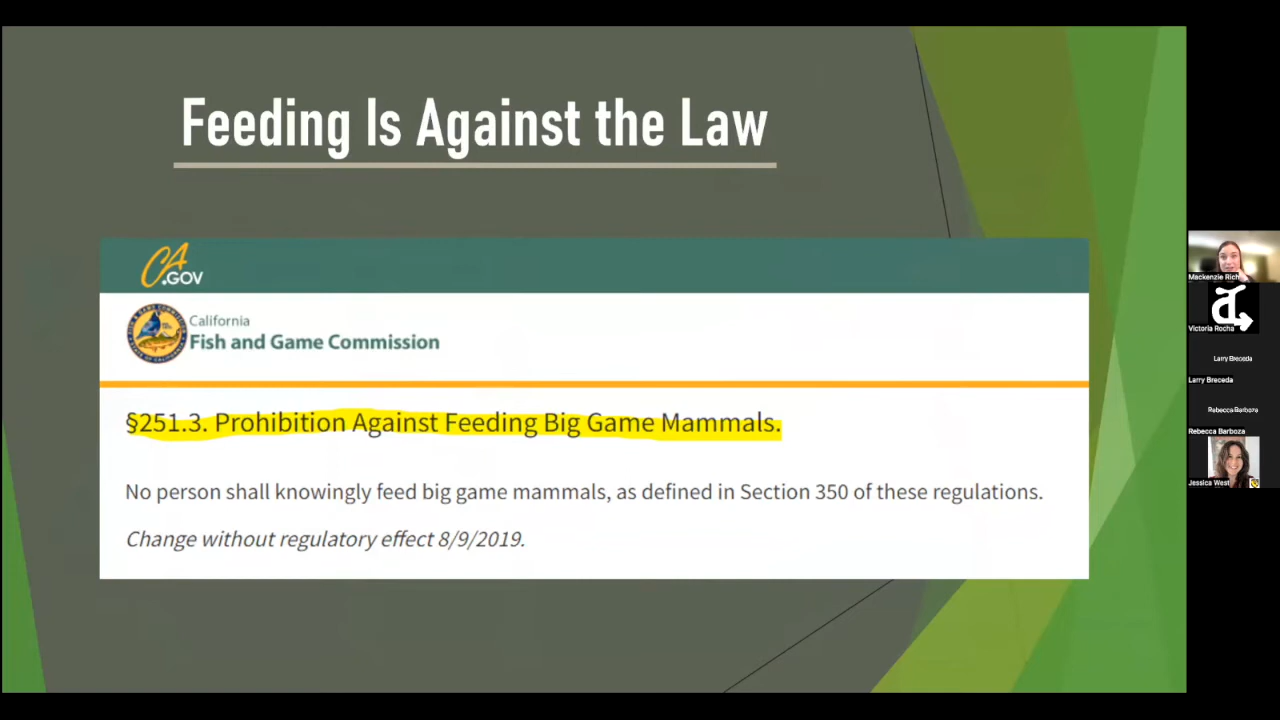 Feeding Is Against the Law
CA
.GOV
California
Fish and Game Commission
§251.3. Prohibition Against Feeding Big Game Mammals.
No person shall knowingly feed big game mammals, as defined in Section 350 of these regulations.
Change without regulatory effect 8/9/2019.
Mackenzie Rich
Victoria Rocha
Larry Breceda
Larry Breceda
Rebecca Barboza
Rebecca Barboza
Jessica West